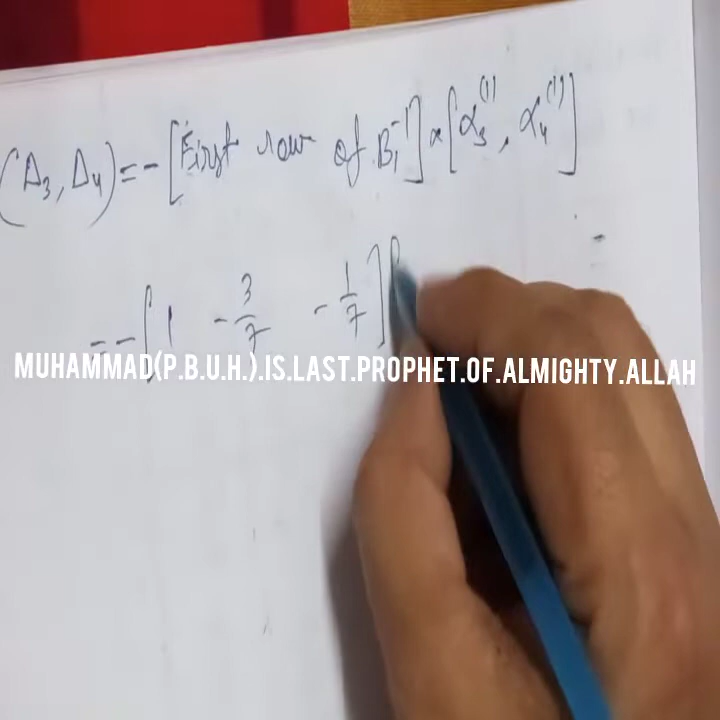 (Δ₃, Δ₄) = - [First row of B₁⁻¹] × [α₃⁽¹⁾, α₄⁽¹⁾]
= - [1 -3/7 -1/7] [
MUHAMMAD(P.B.U.H.).IS.LAST.PROPHET.OF.ALMIGHTY.ALLAH